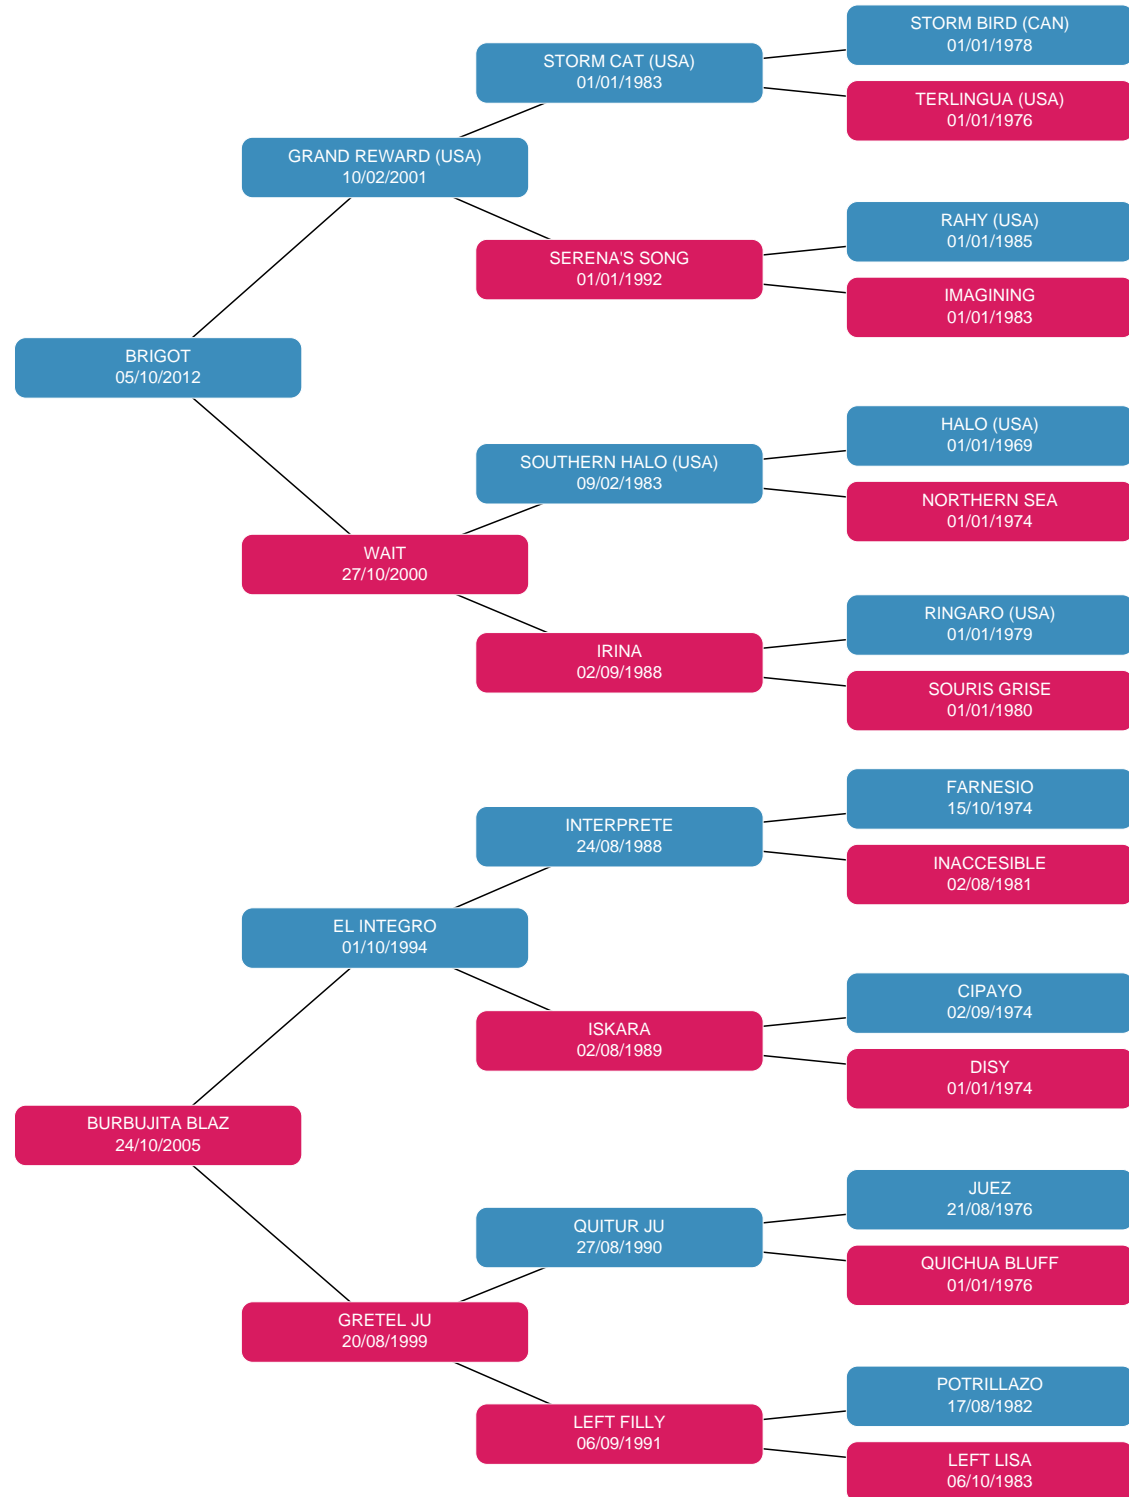 STORM BIRD (CAN)
01/01/1978
STORM CAT (USA)
01/01/1983
TERLINGUA (USA)
01/01/1976
GRAND REWARD (USA)
10/02/2001
RAHY (USA)
01/01/1985
SERENA'S SONG
01/01/1992
IMAGINING
01/01/1983
BRIGOT
05/10/2012
HALO (USA)
01/01/1969
SOUTHERN HALO (USA)
09/02/1983
NORTHERN SEA
01/01/1974
WAIT
27/10/2000
RINGARO (USA)
01/01/1979
IRINA
02/09/1988
SOURIS GRISE
01/01/1980
FARNESIO
15/10/1974
INTERPRETE
24/08/1988
INACCESIBLE
02/08/1981
EL INTEGRO
01/10/1994
CIPAYO
02/09/1974
ISKARA
02/08/1989
DISY
01/01/1974
BURBUJITA BLAZ
24/10/2005
JUEZ
21/08/1976
QUITUR JU
27/08/1990
QUICHUA BLUFF
01/01/1976
GRETEL JU
20/08/1999
POTRILLAZO
17/08/1982
LEFT FILLY
06/09/1991
LEFT LISA
06/10/1983